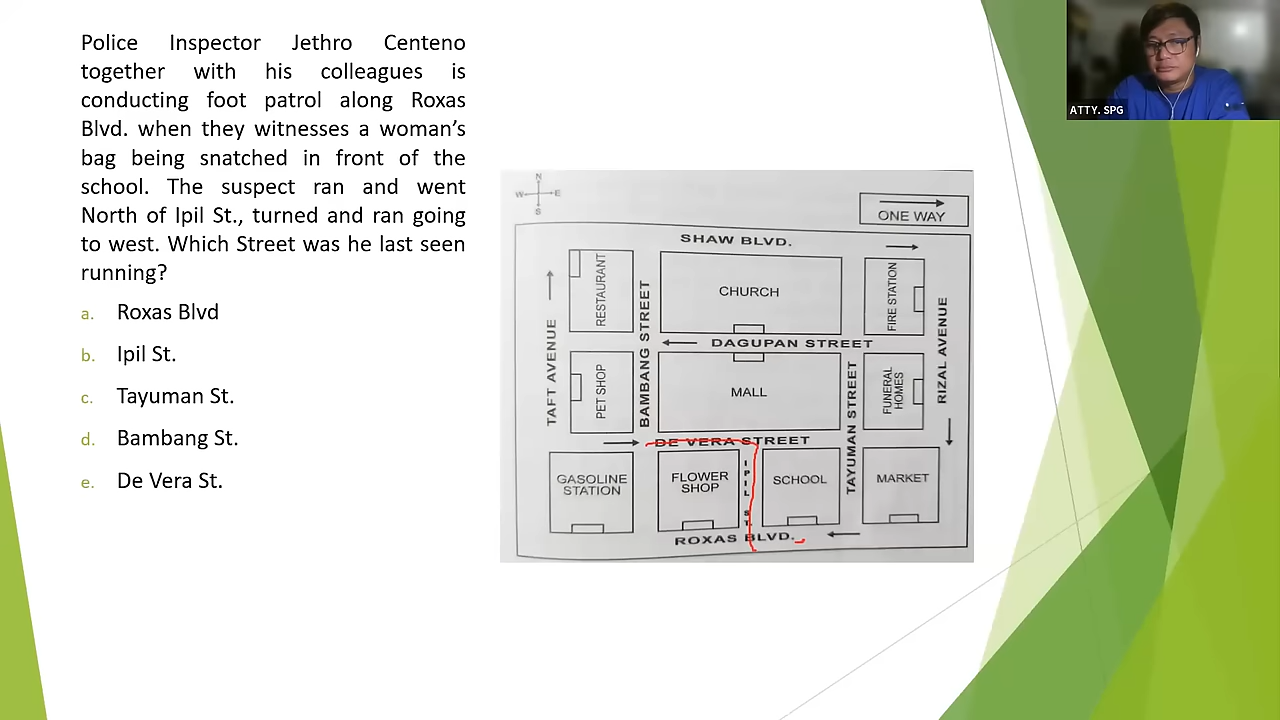 Police Inspector Jethro Centeno
together with his colleagues is
conducting foot patrol along Roxas
Blvd. when they witnesses a woman's
bag being snatched in front of the
school. The suspect ran and went
North of Ipil St., turned and ran going
to west. Which Street was he last seen
running?
a. Roxas Blvd
b. Ipil St.
c. Tayuman St.
d. Bambang St.
e. De Vera St.
ATTY. SPG
N
W E
S
ONE WAY
SHAW BLVD.
RESTAURANT
CHURCH
FIRE STATION
TAFT AVENUE
BAMBANG STREET
DAGUPAN STREET
RIZAL AVENUE
PET SHOP
MALL
TAYUMAN STREET
FUNERAL
HOMES
DE VERA STREET
GASOLINE
STATION
FLOWER
SHOP
IPIL ST.
SCHOOL
MARKET
ROXAS BLVD.